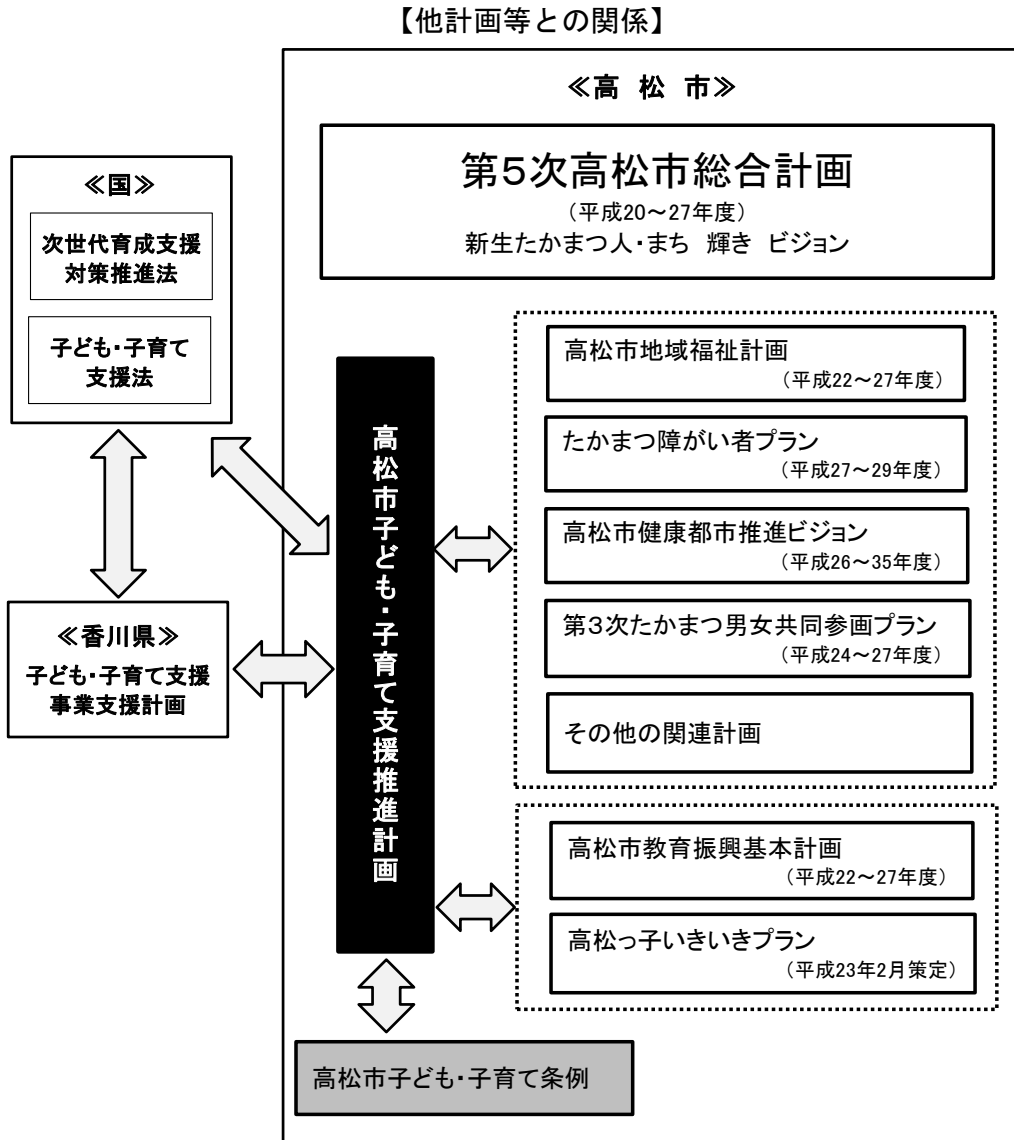 【他計画等との関係】
≪高 松 市≫
第5次高松市総合計画
（平成20～27年度）
新生たかまつ人・まち 輝き ビジョン
≪国≫
次世代育成支援
対策推進法
子ども・子育て
支援法
≪香川県≫
子ども・子育て支援
事業支援計画
高松市子ども・子育て支援推進計画
高松市地域福祉計画
（平成22～27年度）
たかまつ障がい者プラン
（平成27～29年度）
高松市健康都市推進ビジョン
（平成26～35年度）
第3次たかまつ男女共同参画プラン
（平成24～27年度）
その他の関連計画
高松市教育振興基本計画
（平成22～27年度）
高松っ子いきいきプラン
（平成23年2月策定）
高松市子ども・子育て条例